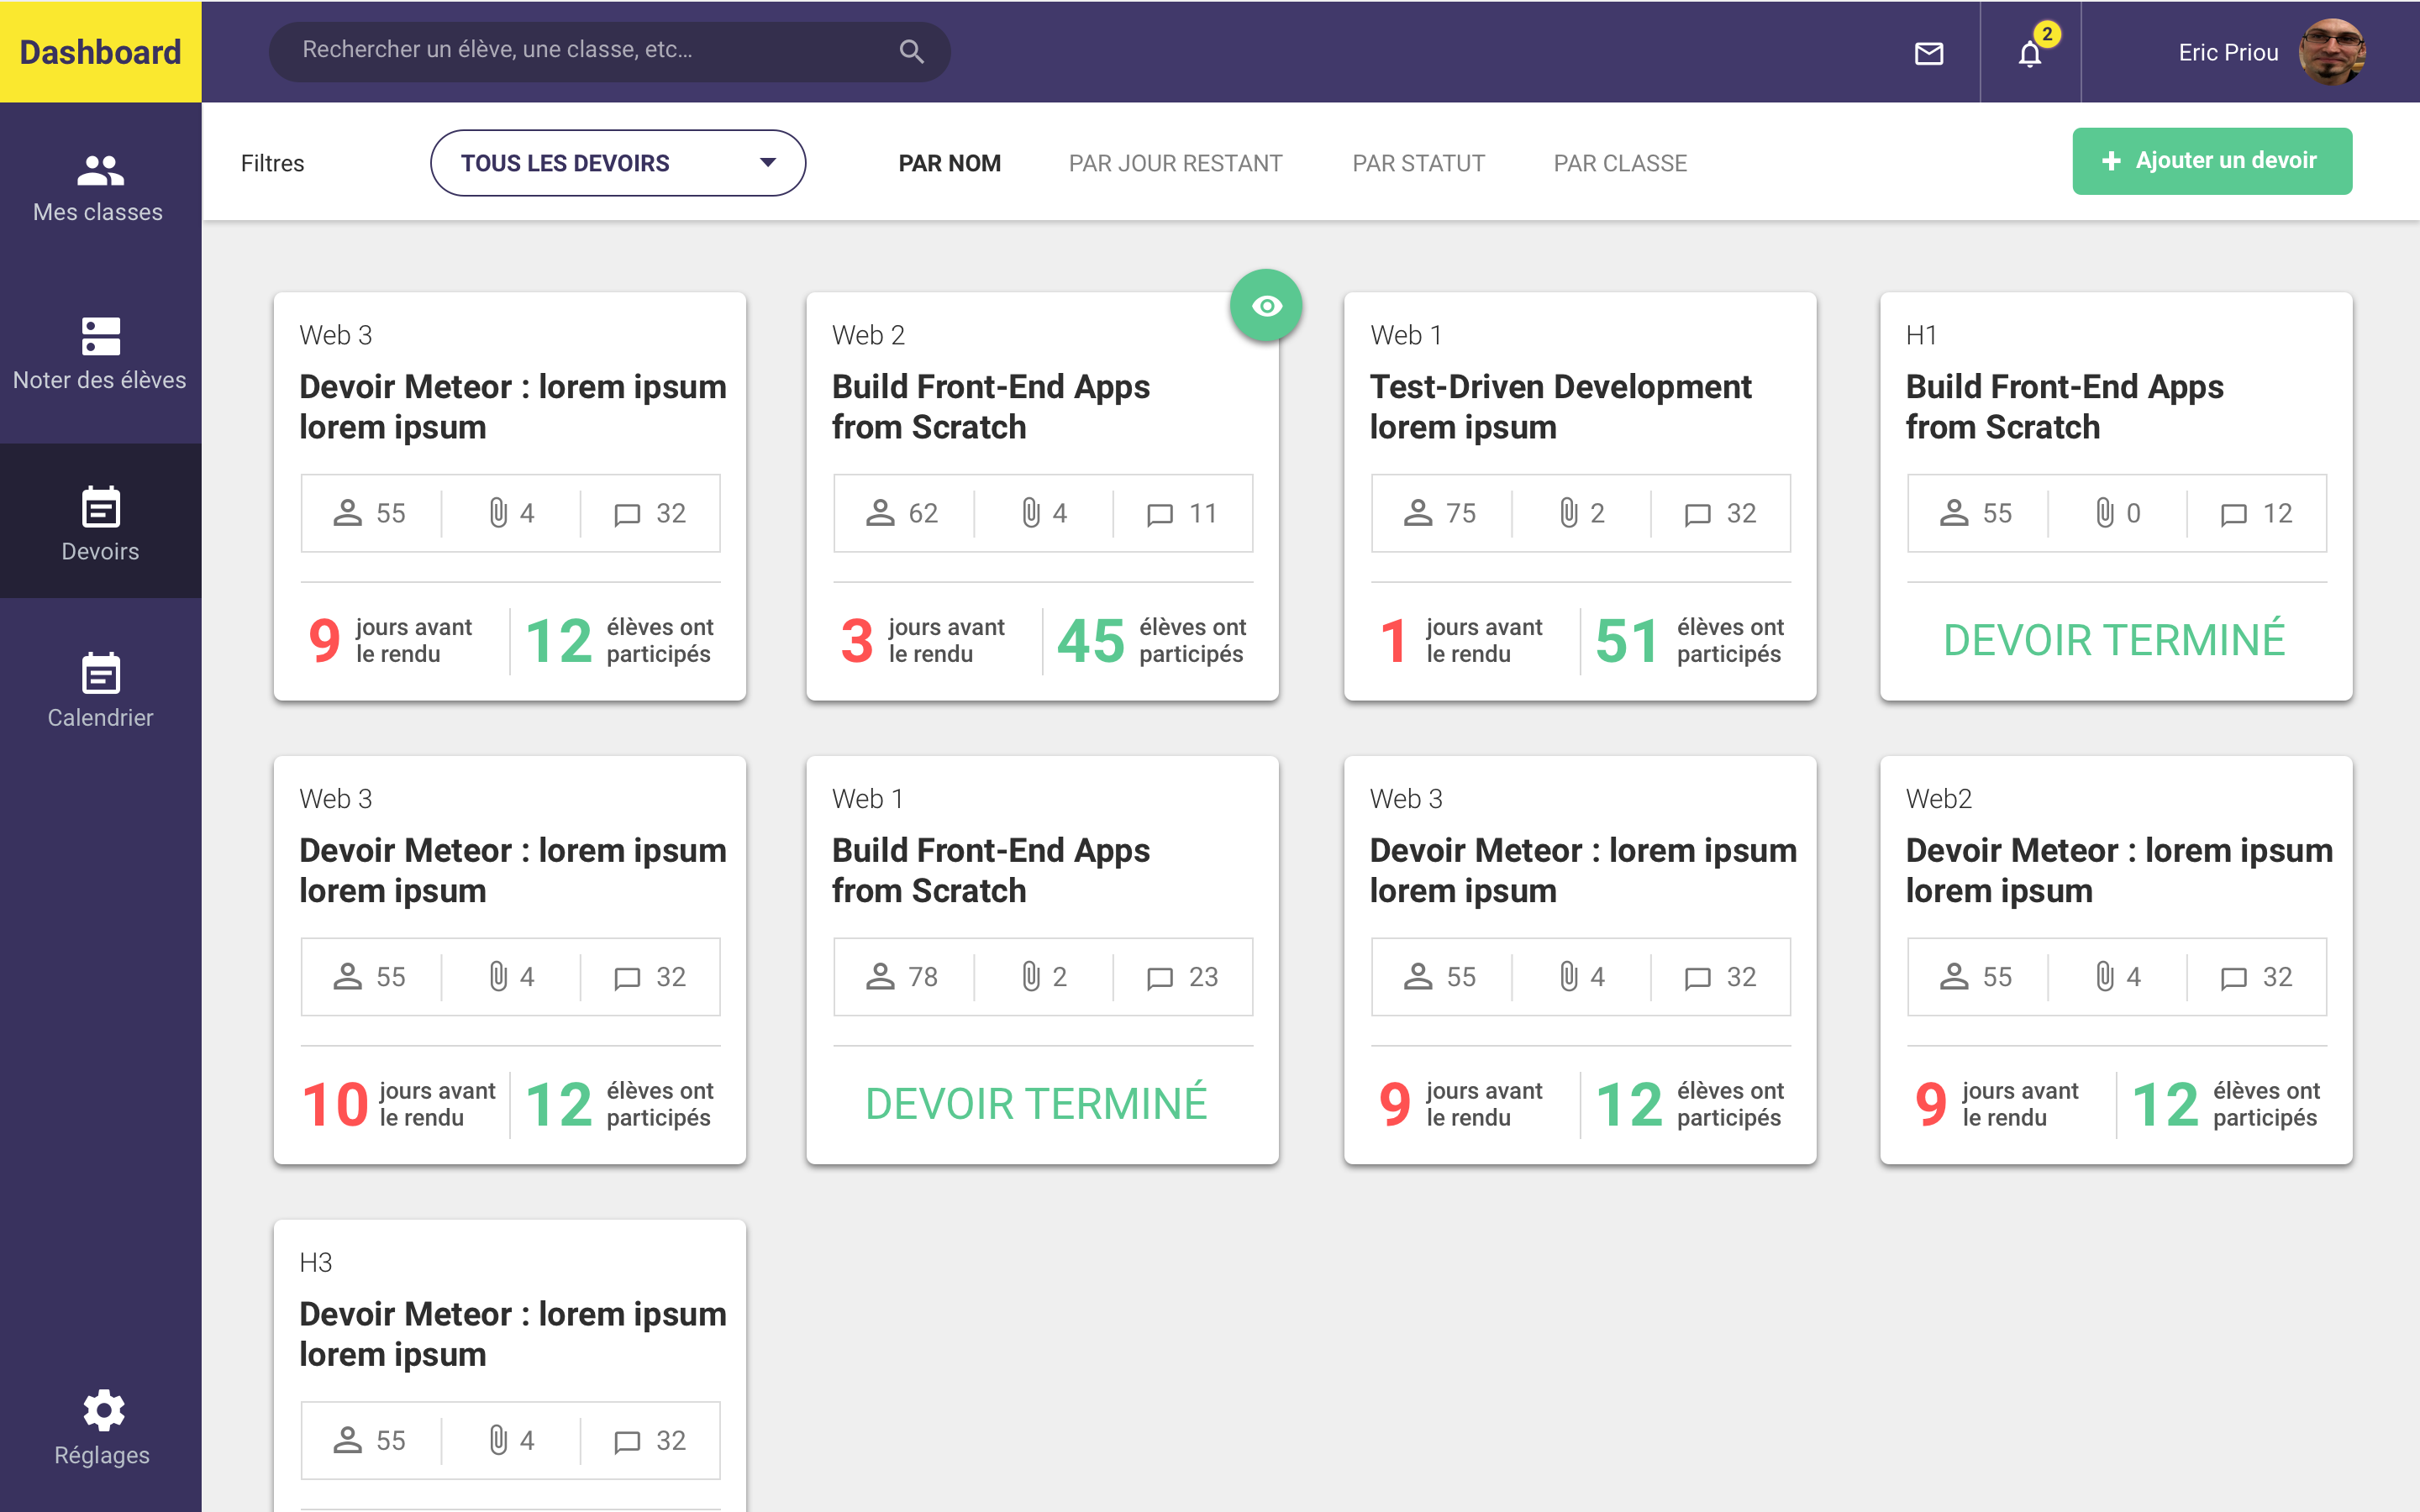 Dashboard
Rechercher un élève, une classe, etc...
2
Eric Priou
Mes classes
Noter des élèves
Devoirs
Calendrier
Réglages
Filtres
TOUS LES DEVOIRS
PAR NOM
PAR JOUR RESTANT
PAR STATUT
PAR CLASSE
+ Ajouter un devoir
Web 3
Devoir Meteor : lorem ipsum
lorem ipsum
55 4 32
9 jours avant
le rendu
12 élèves ont
participés
Web 2
Build Front-End Apps
from Scratch
62 4 11
3 jours avant
le rendu
45 élèves ont
participés
Web 1
Test-Driven Development
lorem ipsum
75 2 32
1 jours avant
le rendu
51 élèves ont
participés
H1
Build Front-End Apps
from Scratch
55 0 12
DEVOIR TERMINÉ
Web 3
Devoir Meteor : lorem ipsum
lorem ipsum
55 4 32
10 jours avant
le rendu
12 élèves ont
participés
Web 1
Build Front-End Apps
from Scratch
78 2 23
DEVOIR TERMINÉ
Web 3
Devoir Meteor : lorem ipsum
lorem ipsum
55 4 32
9 jours avant
le rendu
12 élèves ont
participés
Web2
Devoir Meteor : lorem ipsum
lorem ipsum
55 4 32
9 jours avant
le rendu
12 élèves ont
participés
H3
Devoir Meteor : lorem ipsum
lorem ipsum
55 4 32